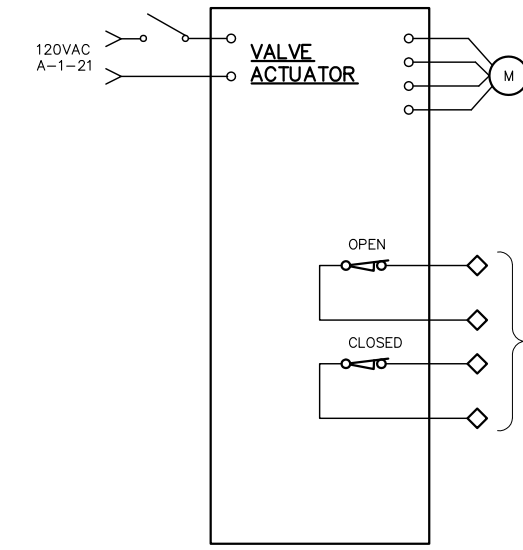 120VAC
A-1-21
VALVE
ACTUATOR
M
OPEN
CLOSED